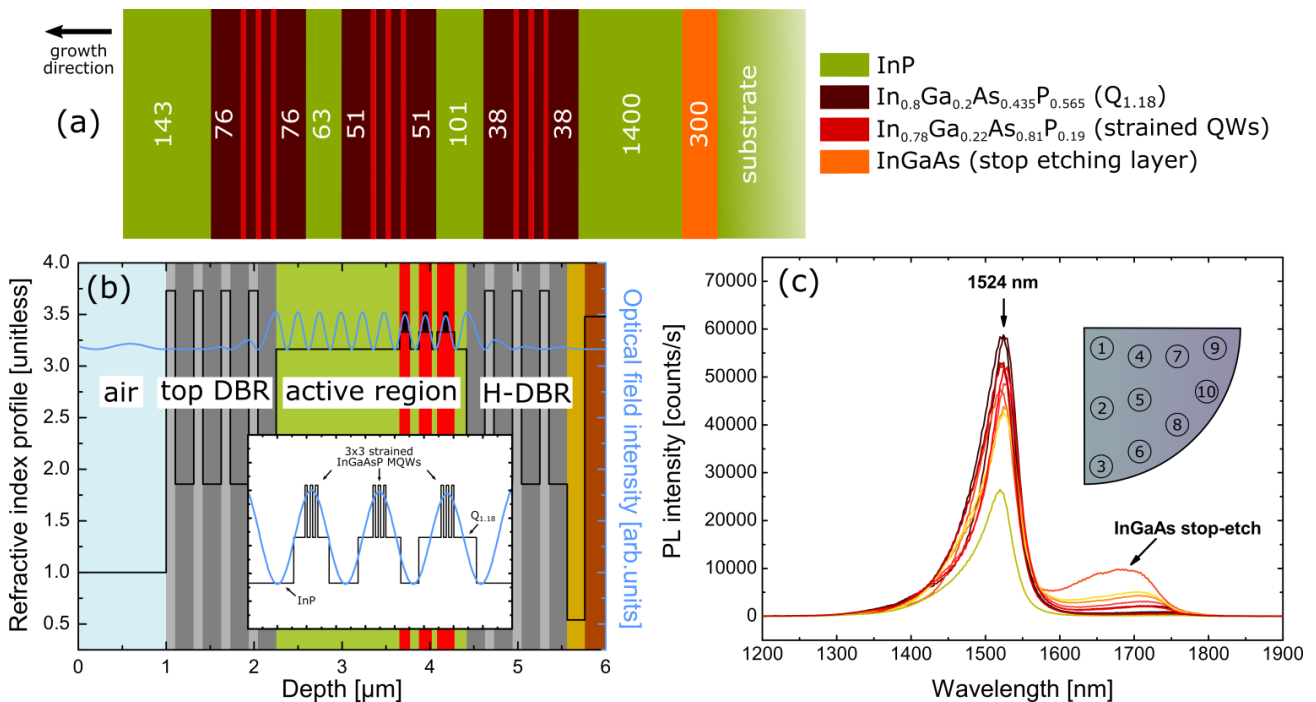 growth
direction
(a)
143
76
76
63
51
51
101
38
38
1400
300
substrate
InP
In0.8Ga0.2As0.435P0.565 (Q1.18)
In0.78Ga0.22As0.81P0.19 (strained QWs)
InGaAs (stop etching layer)
(b)
Refractive index profile [unitless]
4.0
3.5
3.0
2.5
2.0
1.5
1.0
0.5
air
top DBR
active region
H-DBR
3x3 strained
InGaAsP MQWs
Q1.18
InP
0
1
2
3
4
5
6
Depth [µm]
Optical field intensity [arb.units]
(c)
PL intensity [counts/s]
70000
60000
50000
40000
30000
20000
10000
0
1524 nm
1
4
7
9
2
5
10
8
3
6
InGaAs stop-etch
1200
1300
1400
1500
1600
1700
1800
1900
Wavelength [nm]